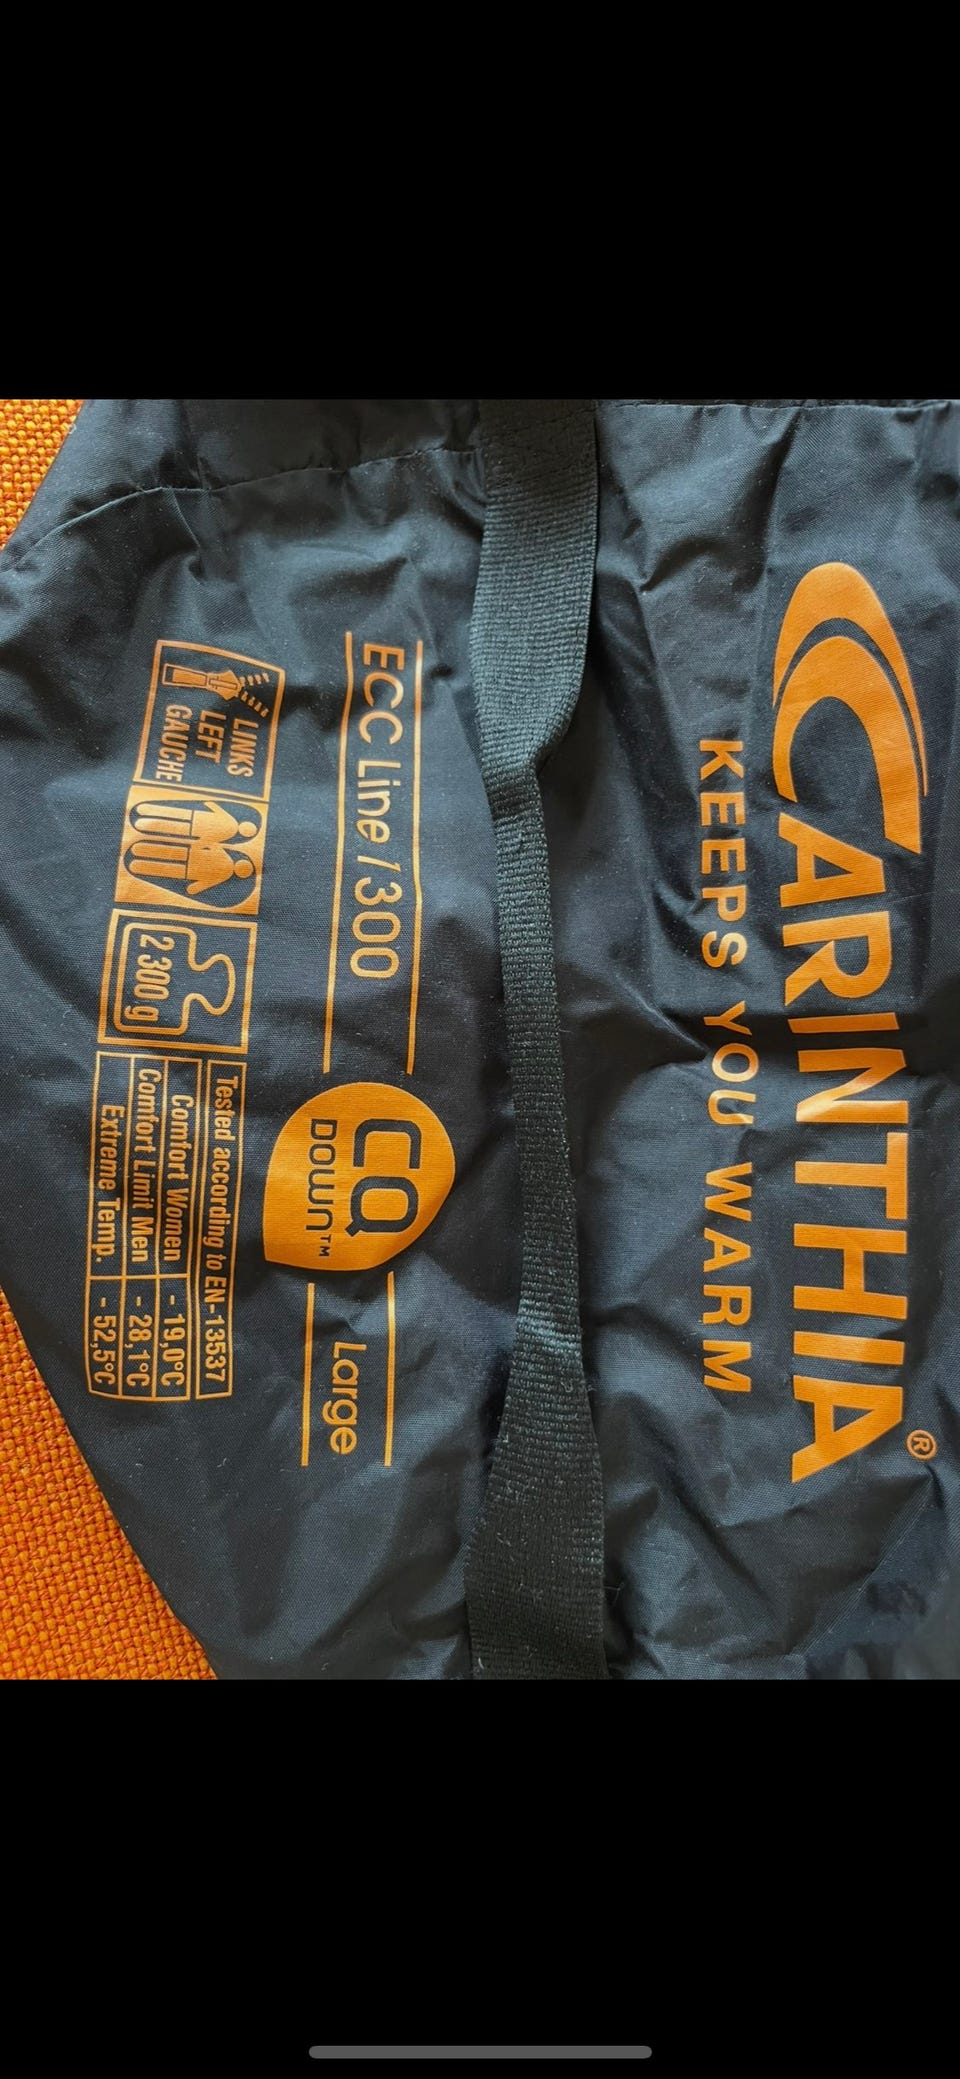 CARINTHIA®
KEEPS YOU WARM
ECC Line / 300
CQ
DOWN™
Large
LINKS
LEFT
GAUCHE
2 300 g
Tested according to EN-13537
Comfort Women - 19,0°C
Comfort Limit Men - 28,1°C
Extreme Temp. - 52,5°C